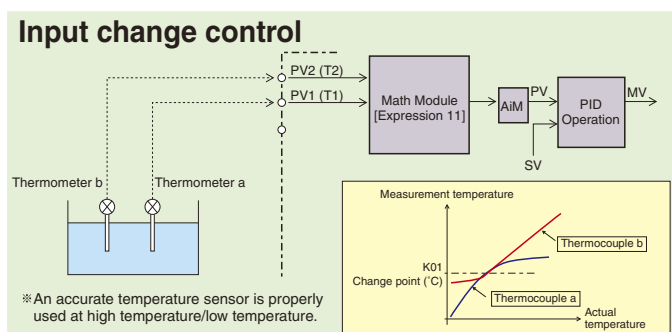 Input change control
PV2 (T2)
PV1 (T1)
Math Module
[Expression 11]
AiM
PV
PID
Operation
MV
SV
Thermometer b
Thermometer a
Measurement temperature
K01
Change point (°C)
Thermocouple b
Thermocouple a
Actual
temperature
※An accurate temperature sensor is properly
used at high temperature/low temperature.